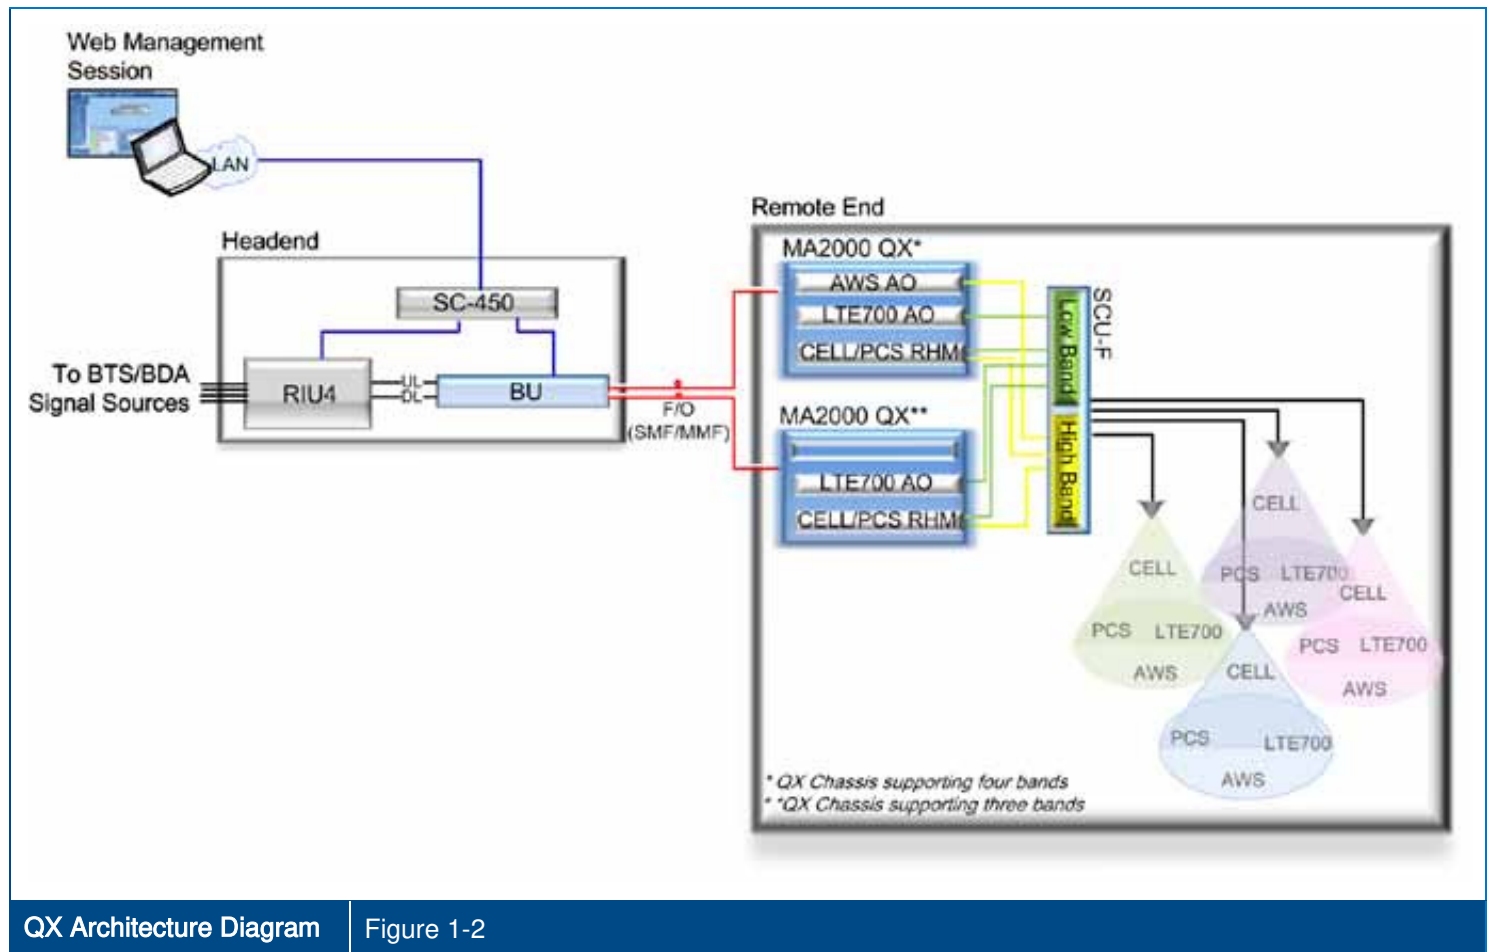 Web Management
Session
LAN
Remote End
Headend
MA2000 QX*
AWS AO
SC-450
LTE700 AO
CELL/PCS RHM
Low Band
SCU-F
To BTS/BDA
Signal Sources
RIU4
UL
DL
BU
F/O
(SMF/MMF)
MA2000 QX**
LTE700 AO
CELL/PCS RHM
High Band
CELL
PCS LTE700
AWS
CELL
PCS LTE700
AWS
CELL
PCS LTE700
AWS
CELL
PCS LTE700
AWS
* QX Chassis supporting four bands
* *QX Chassis supporting three bands
QX Architecture Diagram Figure 1-2